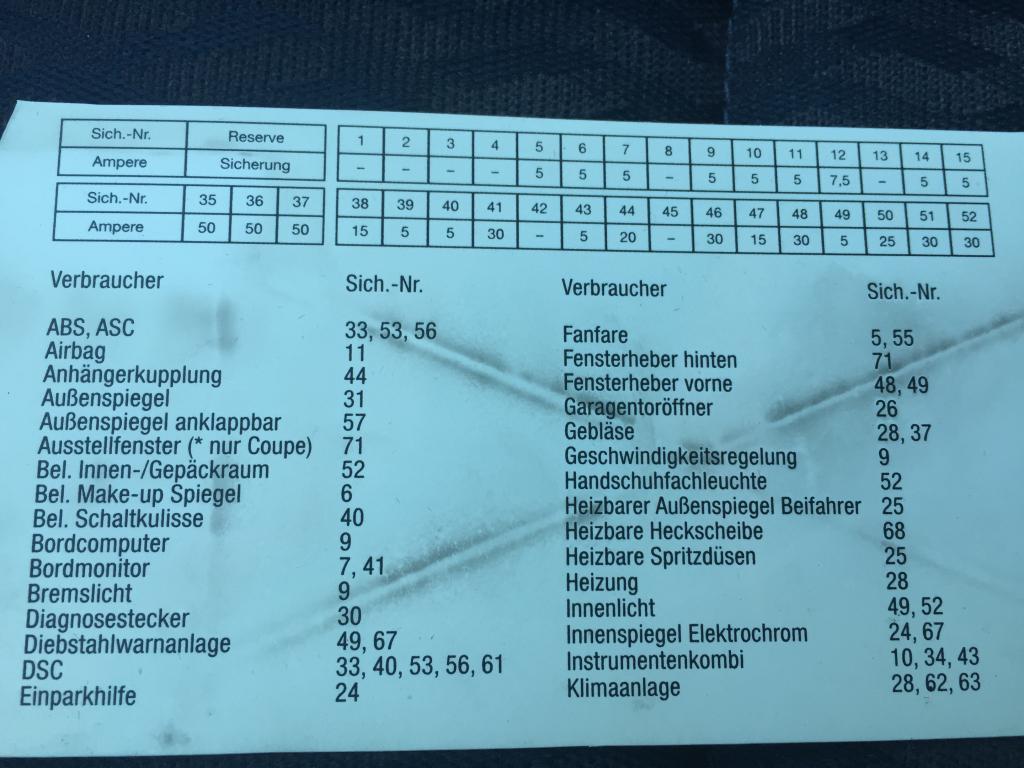 Sich.-Nr. Reserve 1 2 3 4 5 6 7 8 9 10 11 12 13 14 15
Ampere Sicherung – – – – 5 5 5 – 5 5 5 7,5 – 5 5
Sich.-Nr. 35 36 37 38 39 40 41 42 43 44 45 46 47 48 49 50 51 52
Ampere 50 50 50 15 5 5 30 – 5 20 – 30 15 30 5 25 30 30
Verbraucher Sich.-Nr.
ABS, ASC 33, 53, 56
Airbag 11
Anhängerkupplung 44
Außenspiegel 31
Außenspiegel anklappbar 57
Ausstellfenster (* nur Coupe) 71
Bel. Innen-/Gepäckraum 52
Bel. Make-up Spiegel 6
Bel. Schaltkulisse 40
Bordcomputer 9
Bordmonitor 7, 41
Bremslicht 9
Diagnosestecker 30
Diebstahlwarnanlage 49, 67
DSC 33, 40, 53, 56, 61
Einparkhilfe 24
Verbraucher Sich.-Nr.
Fanfare 5, 55
Fensterheber hinten 71
Fensterheber vorne 48, 49
Garagentoröffner 26
Gebläse 28, 37
Geschwindigkeitsregelung 9
Handschuhfachleuchte 52
Heizbarer Außenspiegel Beifahrer 25
Heizbare Heckscheibe 68
Heizbare Spritzdüsen 25
Heizung 28
Innenlicht 49, 52
Innenspiegel Elektrochrom 24, 67
Instrumentenkombi 10, 34, 43
Klimaanlage 28, 62, 63